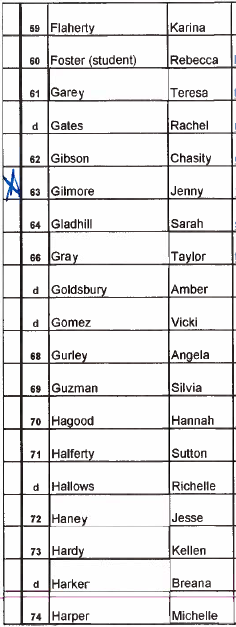 59 Flaherty Karina
60 Foster (student) Rebecca
61 Garey Teresa
d Gates Rachel
62 Gibson Chasity
63 Gilmore Jenny
64 Gladhill Sarah
66 Gray Taylor
d Goldsbury Amber
d Gomez Vicki
68 Gurley Angela
69 Guzman Silvia
70 Hagood Hannah
71 Halferty Sutton
d Hallows Richelle
72 Haney Jesse
73 Hardy Kellen
d Harker Breana
74 Harper Michelle